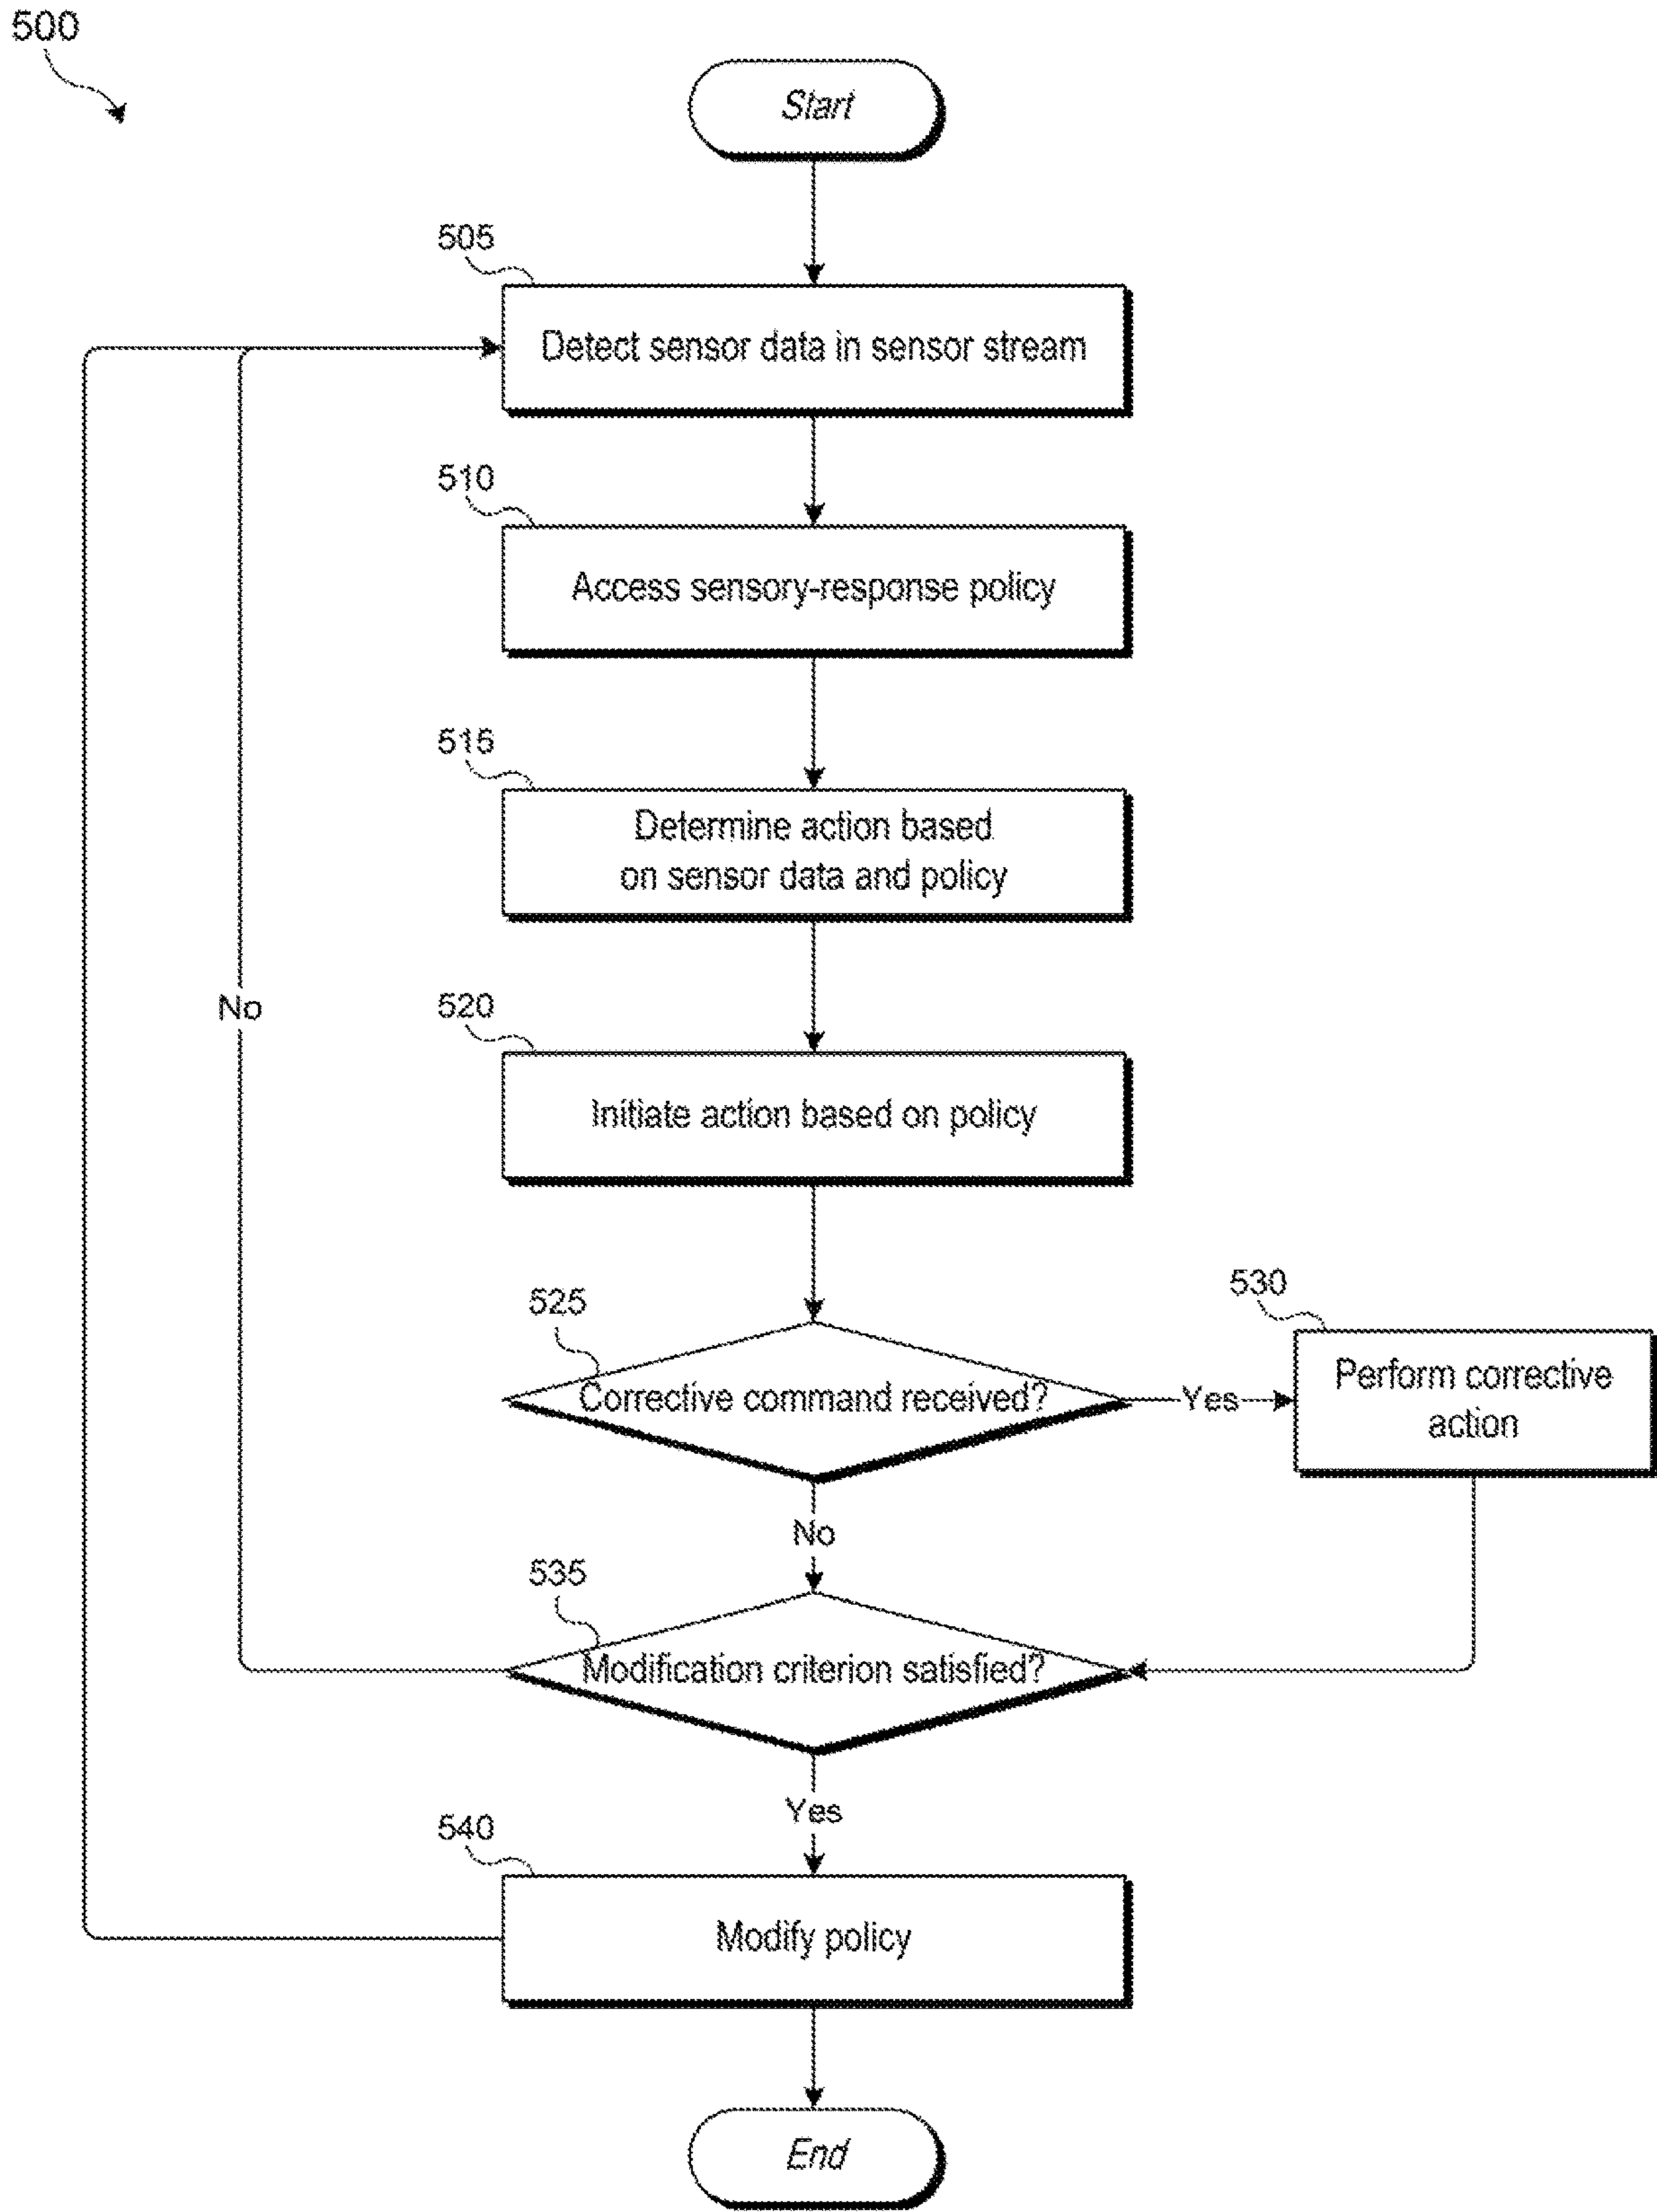 500
Start
505
Detect sensor data in sensor stream
510
Access sensory-response policy
515
Determine action based
on sensor data and policy
No
520
Initiate action based on policy
525
Corrective command received?
Yes
530
Perform corrective
action
No
535
Modification criterion satisfied?
Yes
540
Modify policy
End